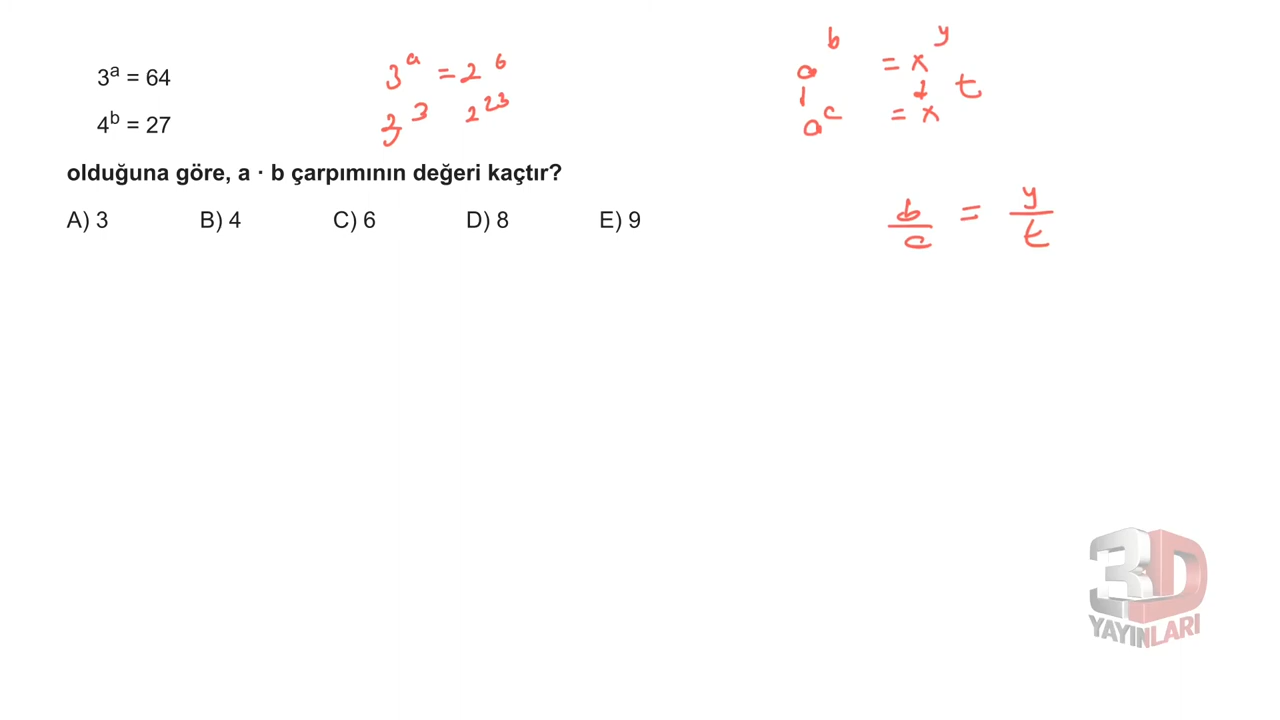 3ᵃ = 64
4ᵇ = 27
olduğuna göre, a · b çarpımının değeri kaçtır?
A) 3 B) 4 C) 6 D) 8 E) 9
3ᵃ = 2⁶
3³ 2²³
aᵇ = xʸ
aᶜ = xᵗ
b/c = y/t
3D
YAYINLARI